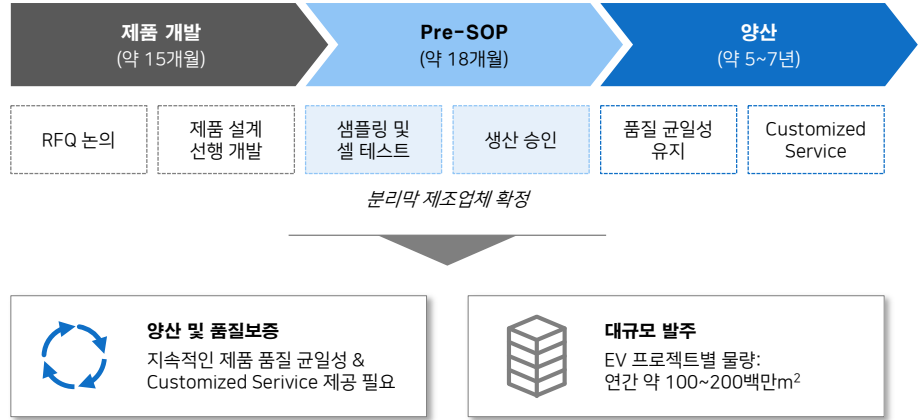 제품 개발
(약 15개월)
Pre-SOP
(약 18개월)
양산
(약 5~7년)
RFQ 논의
제품 설계
선행 개발
샘플링 및
셀 테스트
생산 승인
품질 균일성
유지
Customized
Service
분리막 제조업체 확정
양산 및 품질보증
지속적인 제품 품질 균일성 &
Customized Serivice 제공 필요
대규모 발주
EV 프로젝트별 물량:
연간 약 100~200백만m²